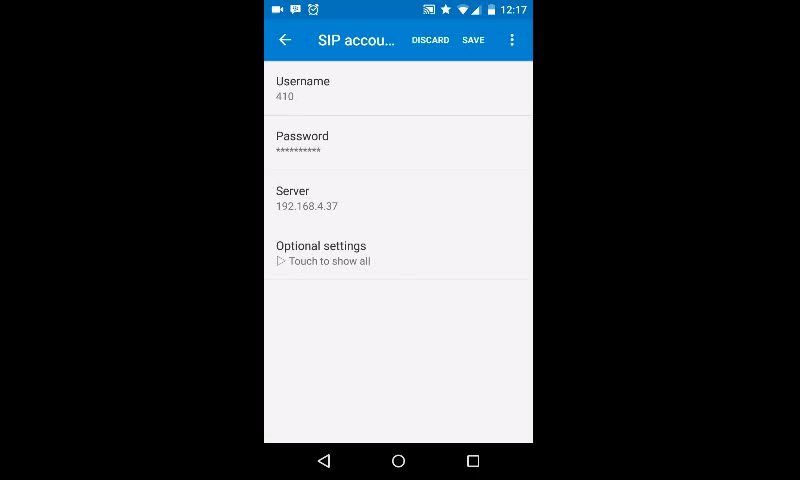 12:17
SIP accou... DISCARD SAVE
Username
410
Password
**********
Server
192.168.4.37
Optional settings
▷ Touch to show all